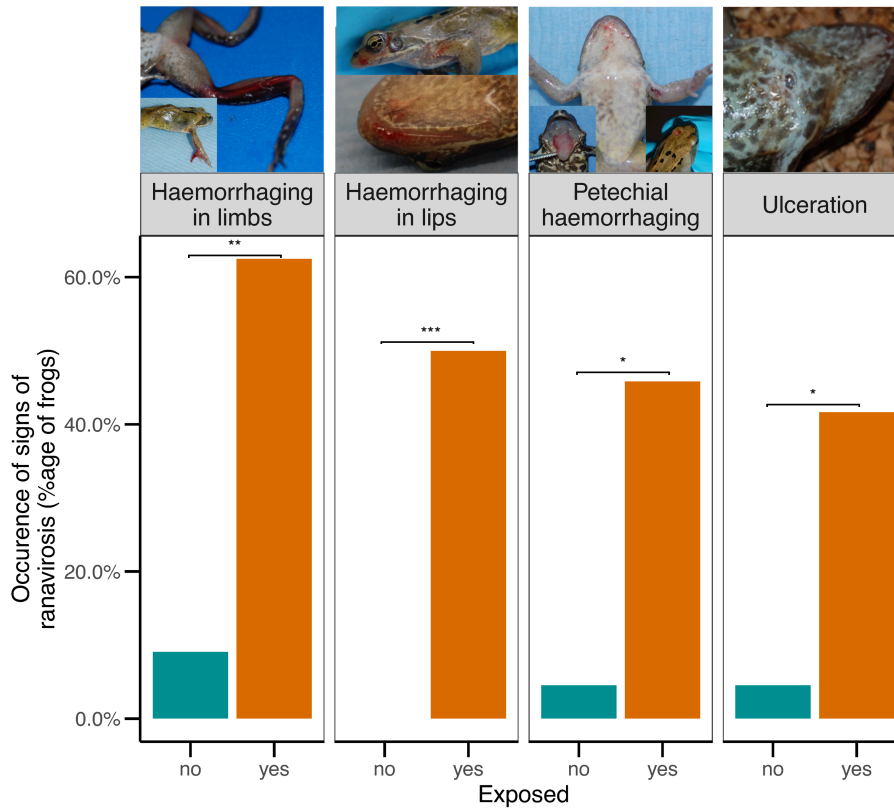 Haemorrhaging
in limbs
Haemorrhaging
in lips
Petechial
haemorrhaging
Ulceration
Occurence of signs of
ranavirosis (%age of frogs)
60.0%
40.0%
20.0%
0.0%
**
***
*
*
no yes no yes no yes no yes
Exposed